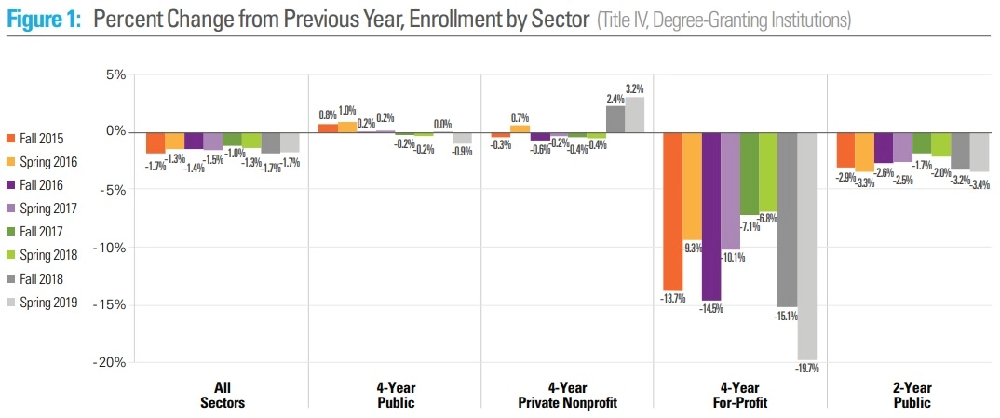 Figure 1: Percent Change from Previous Year, Enrollment by Sector (Title IV, Degree-Granting Institutions)
Fall 2015
Spring 2016
Fall 2016
Spring 2017
Fall 2017
Spring 2018
Fall 2018
Spring 2019
5%
0%
-5%
-10%
-15%
-20%
-1.7%
-1.3%
-1.4%
-1.5%
-1.0%
-1.3%
-1.7%
-1.7%
0.8%
1.0%
0.2%
0.2%
-0.2%
-0.2%
0.0%
-0.9%
-0.3%
0.7%
-0.6%
-0.2%
-0.4%
-0.4%
2.4%
3.2%
-13.7%
-9.3%
-14.5%
-10.1%
-7.1%
-6.8%
-15.1%
-19.7%
-2.9%
-3.3%
-2.6%
-2.5%
-1.7%
-2.0%
-3.2%
-3.4%
All
Sectors
4-Year
Public
4-Year
Private Nonprofit
4-Year
For-Profit
2-Year
Public